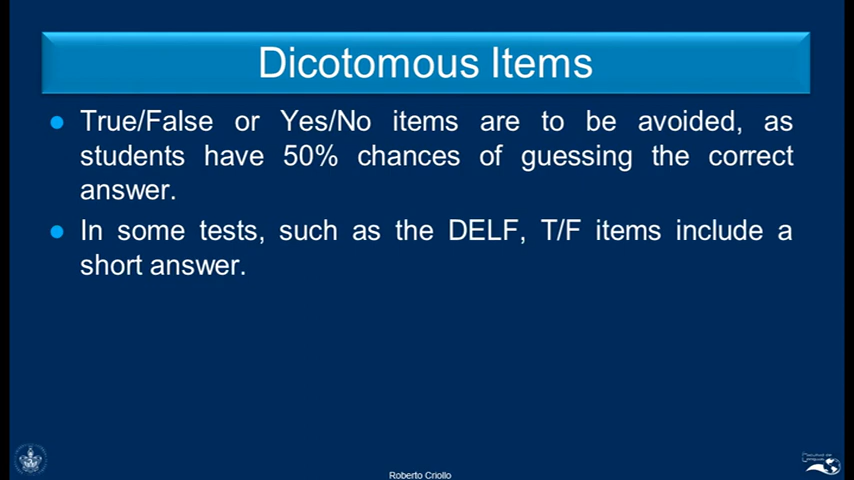 Dicotomous Items
True/False or Yes/No items are to be avoided, as
students have 50% chances of guessing the correct
answer.
In some tests, such as the DELF, T/F items include a
short answer.
Roberto Criollo